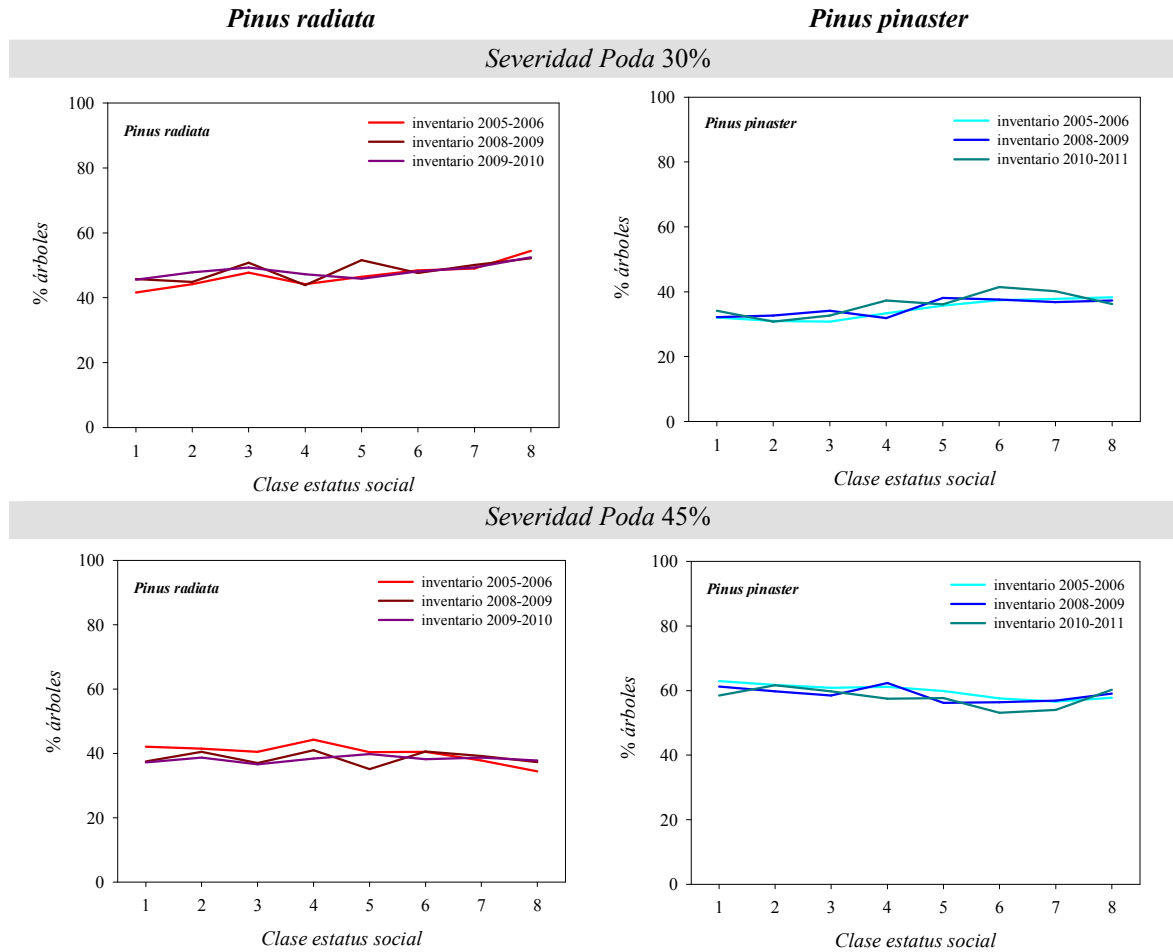 Pinus radiata
Pinus pinaster
Severidad Poda 30%
100
80
60
40
20
0
% árboles
Pinus radiata
inventario 2005-2006
inventario 2008-2009
inventario 2009-2010
1 2 3 4 5 6 7 8
Clase estatus social
100
80
60
40
20
0
% árboles
Pinus pinaster
inventario 2005-2006
inventario 2008-2009
inventario 2010-2011
1 2 3 4 5 6 7 8
Clase estatus social
Severidad Poda 45%
100
80
60
40
20
0
% árboles
Pinus radiata
inventario 2005-2006
inventario 2008-2009
inventario 2009-2010
1 2 3 4 5 6 7 8
Clase estatus social
100
80
60
40
20
0
% árboles
Pinus pinaster
inventario 2005-2006
inventario 2008-2009
inventario 2010-2011
1 2 3 4 5 6 7 8
Clase estatus social